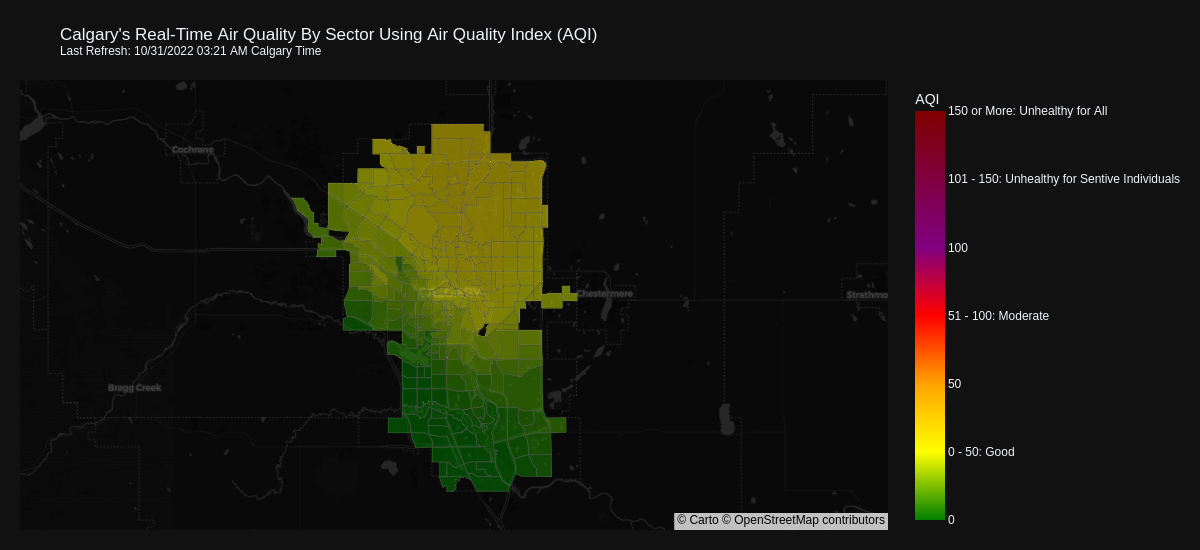 Calgary's Real-Time Air Quality By Sector Using Air Quality Index (AQI)
Last Refresh: 10/31/2022 03:21 AM Calgary Time
AQI
150 or More: Unhealthy for All
Cochrane
101 - 150: Unhealthy for Sentive Individuals
100
Chestermere
Strathmo
51 - 100: Moderate
50
Bragg Creek
0 - 50: Good
0
© Carto © OpenStreetMap contributors